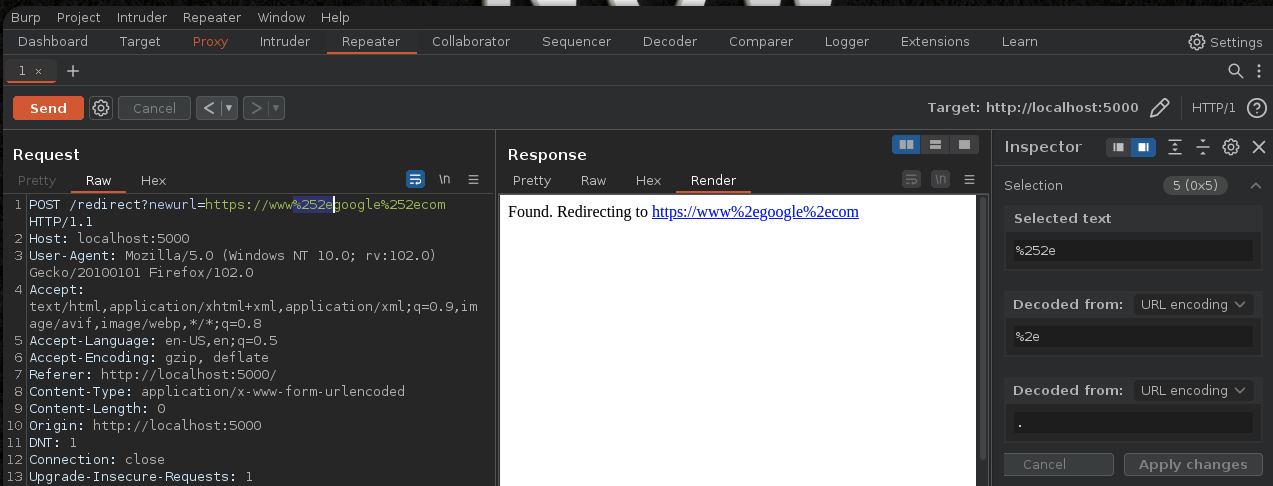 Burp Project Intruder Repeater Window Help
Dashboard Target Proxy Intruder Repeater Collaborator Sequencer Decoder Comparer Logger Extensions Learn Settings
1 × +
Send Cancel < > Target: http://localhost:5000 HTTP/1 ?
Request
Pretty Raw Hex \n
1 POST /redirect?newurl=https://www%252egoogle%252ecom
HTTP/1.1
2 Host: localhost:5000
3 User-Agent: Mozilla/5.0 (Windows NT 10.0; rv:102.0)
Gecko/20100101 Firefox/102.0
4 Accept:
text/html,application/xhtml+xml,application/xml;q=0.9,im
age/avif,image/webp,*/*;q=0.8
5 Accept-Language: en-US,en;q=0.5
6 Accept-Encoding: gzip, deflate
7 Referer: http://localhost:5000/
8 Content-Type: application/x-www-form-urlencoded
9 Content-Length: 0
10 Origin: http://localhost:5000
11 DNT: 1
12 Connection: close
13 Upgrade-Insecure-Requests: 1
Response
Pretty Raw Hex Render \n
Found. Redirecting to https://www%2egoogle%2ecom
Inspector
Selection 5 (0x5)
Selected text
%252e
Decoded from: URL encoding
%2e
Decoded from: URL encoding
.
Cancel Apply changes